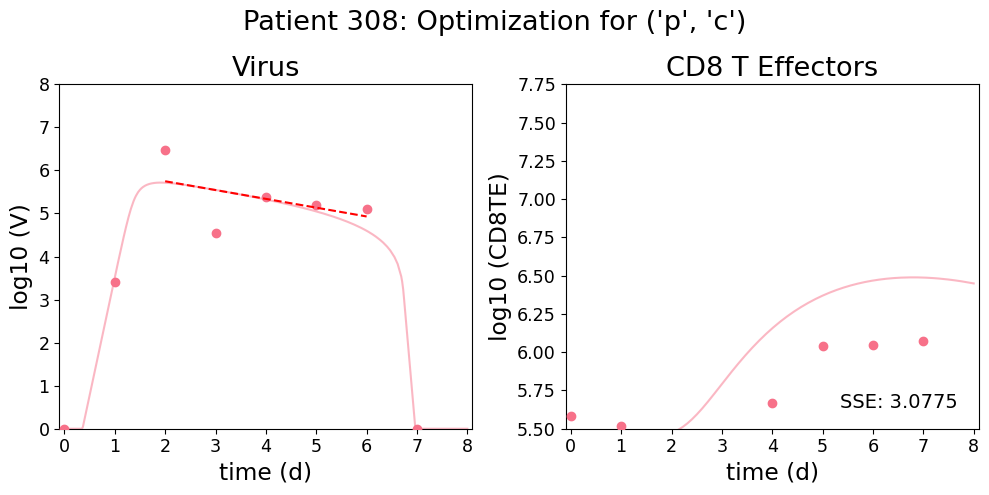 Patient 308: Optimization for ('p', 'c')
Virus
8
7
6
5
4
3
2
1
0
log10 (V)
0 1 2 3 4 5 6 7 8
time (d)
CD8 T Effectors
7.75
7.50
7.25
7.00
6.75
6.50
6.25
6.00
5.75
5.50
log10 (CD8TE)
SSE: 3.0775
0 1 2 3 4 5 6 7 8
time (d)